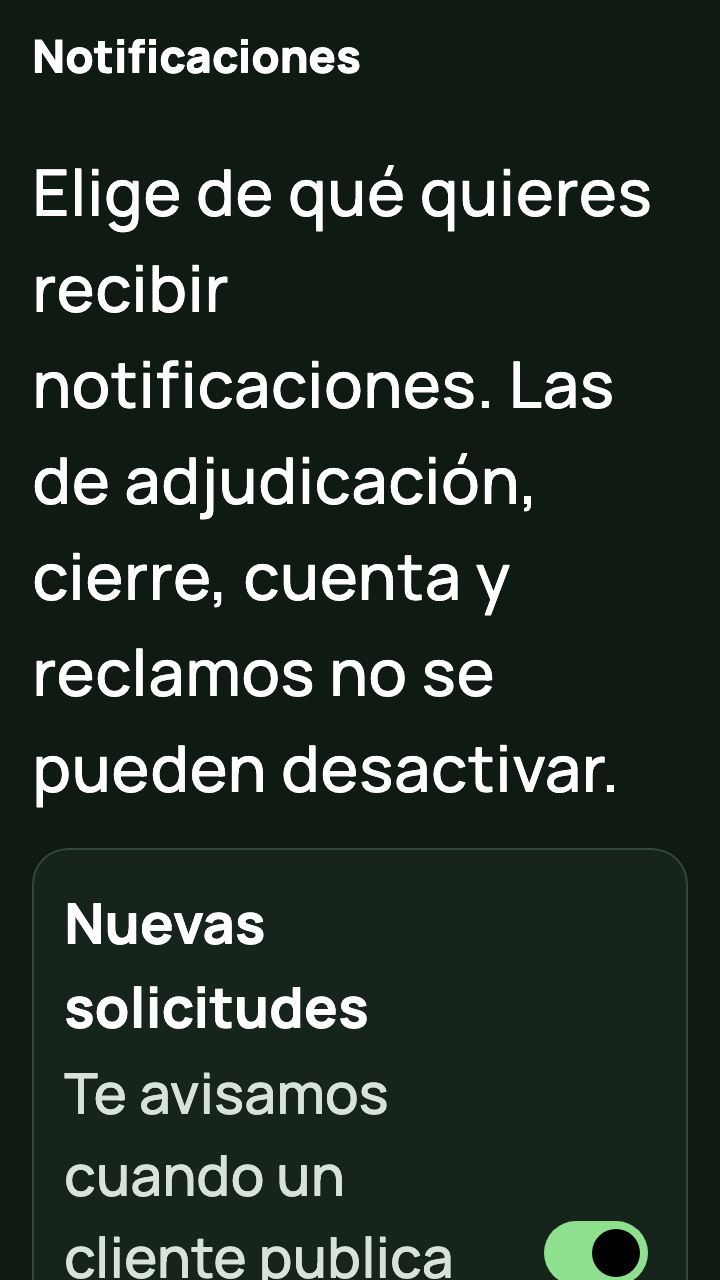 Notificaciones
Elige de qué quieres
recibir
notificaciones. Las
de adjudicación,
cierre, cuenta y
reclamos no se
pueden desactivar.
Nuevas
solicitudes
Te avisamos
cuando un
cliente publica